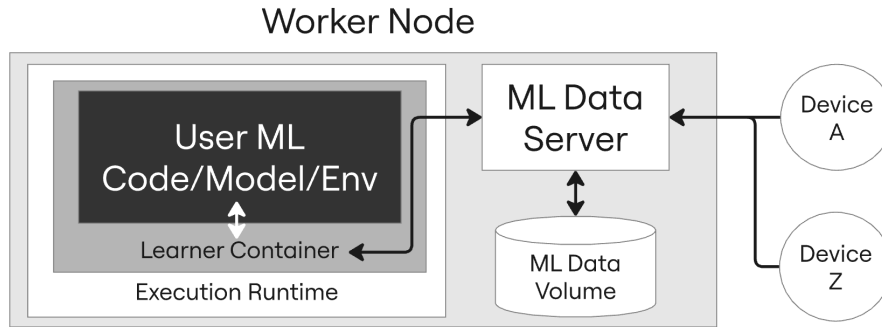 Worker Node
User ML
Code/Model/Env
Learner Container
Execution Runtime
ML Data
Server
ML Data
Volume
Device
A
Device
Z